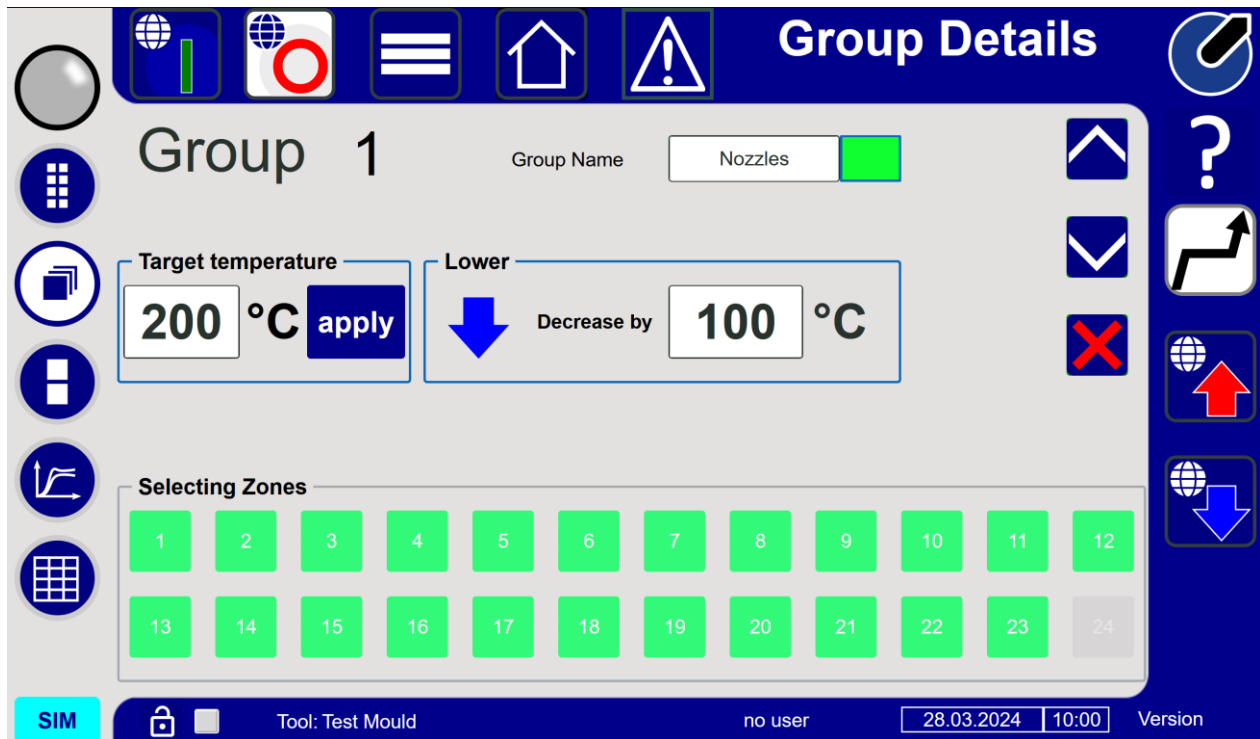 Group Details
Group 1
Group Name Nozzles
?
Target temperature
200 °C apply
Lower
Decrease by 100 °C
Selecting Zones
1 2 3 4 5 6 7 8 9 10 11 12
13 14 15 16 17 18 19 20 21 22 23 24
SIM Tool: Test Mould no user 28.03.2024 10:00 Version